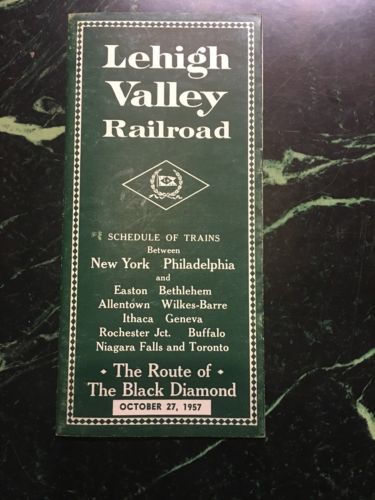 Lehigh
Valley
Railroad
SCHEDULE OF TRAINS
Between
New York Philadelphia
and
Easton Bethlehem
Allentown Wilkes-Barre
Ithaca Geneva
Rochester Jct. Buffalo
Niagara Falls and Toronto
• The Route of •
The Black Diamond
OCTOBER 27, 1957